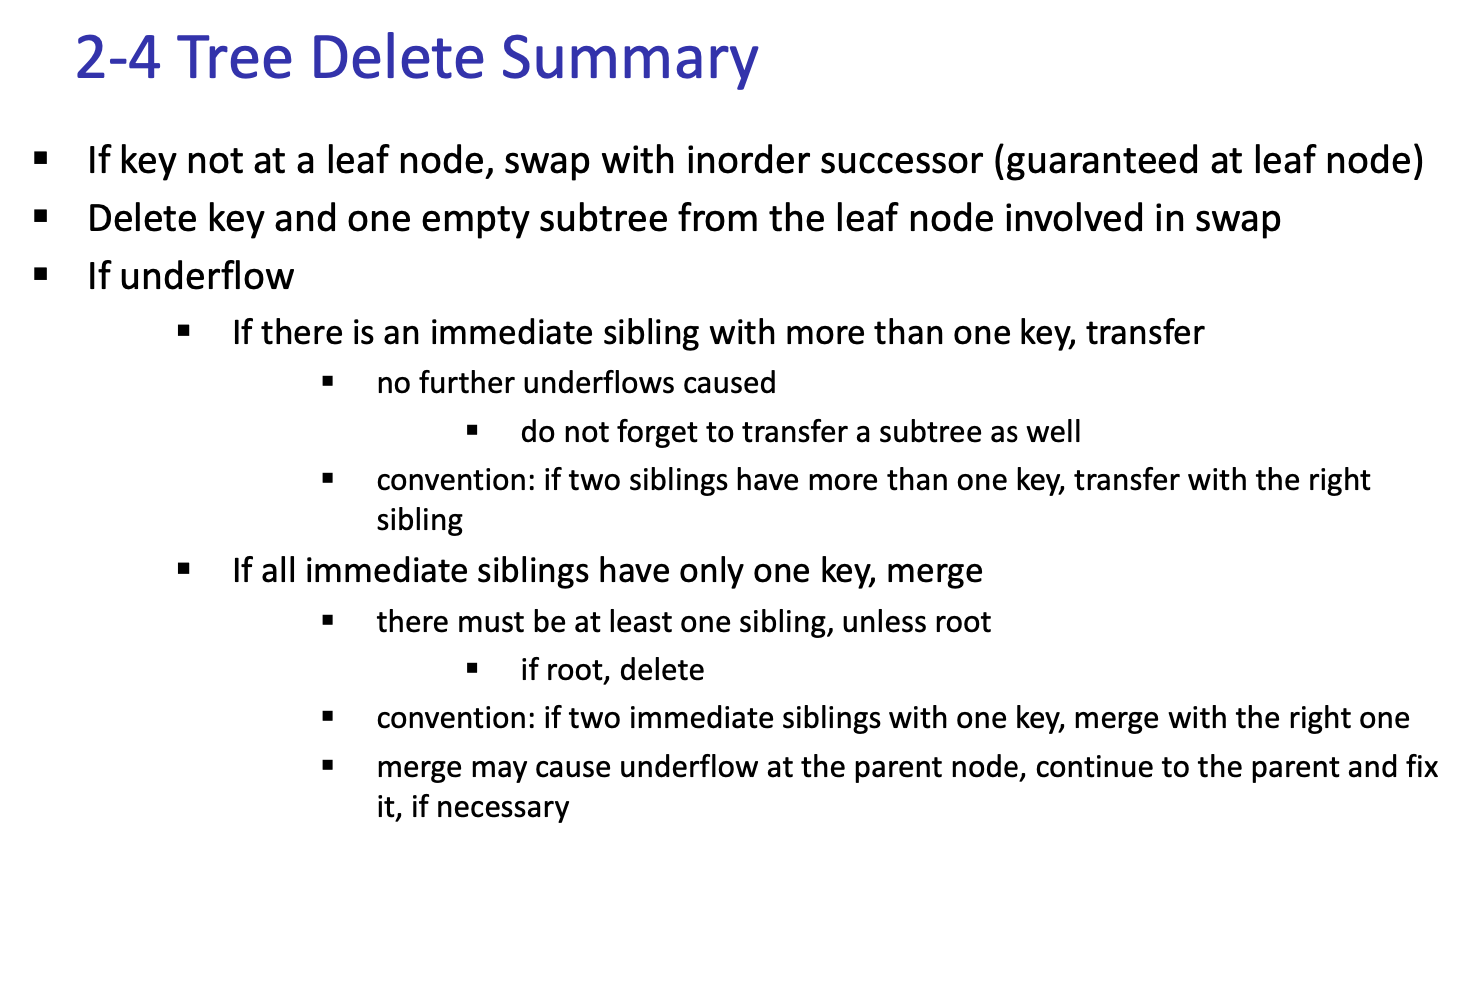 2-4 Tree Delete Summary
▪ If key not at a leaf node, swap with inorder successor (guaranteed at leaf node)
▪ Delete key and one empty subtree from the leaf node involved in swap
▪ If underflow
▪ If there is an immediate sibling with more than one key, transfer
▪ no further underflows caused
▪ do not forget to transfer a subtree as well
▪ convention: if two siblings have more than one key, transfer with the right
sibling
▪ If all immediate siblings have only one key, merge
▪ there must be at least one sibling, unless root
▪ if root, delete
▪ convention: if two immediate siblings with one key, merge with the right one
▪ merge may cause underflow at the parent node, continue to the parent and fix
it, if necessary